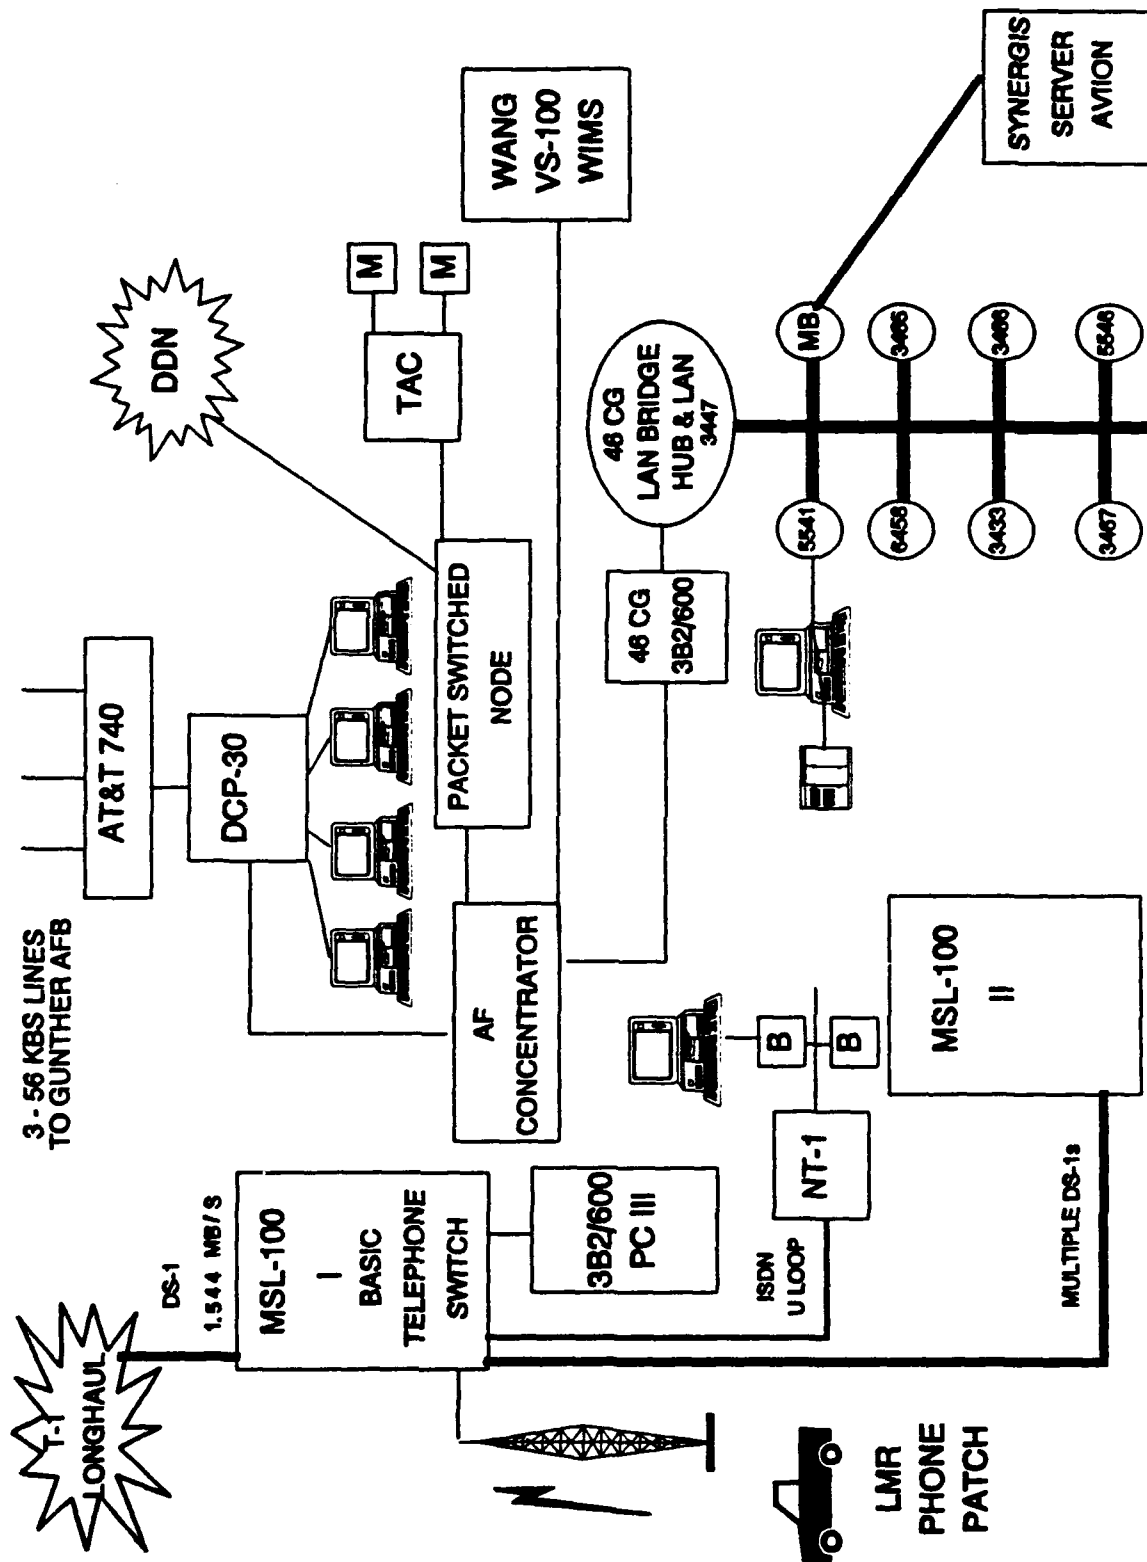 3 - 56 KBS LINES
TO GUNTHER AFB
AT&T 740
DCP-30
DDN
M
M
TAC
WANG
VS-100
WIMS
PACKET SWITCHED
NODE
AF
CONCENTRATOR
46 CG
3B2/600
46 CG
LAN BRIDGE
HUB & LAN
3447
SYNERGIS
SERVER
AVIION
5541
MB
6458
3465
3433
3466
3467
5546
T-1
LONGHAUL
DS-1
1.544 MB/S
MSL-100
I
BASIC
TELEPHONE
SWITCH
3B2/600
PC III
ISDN
U LOOP
NT-1
B
B
MSL-100
II
MULTIPLE DS-1s
LMR
PHONE
PATCH